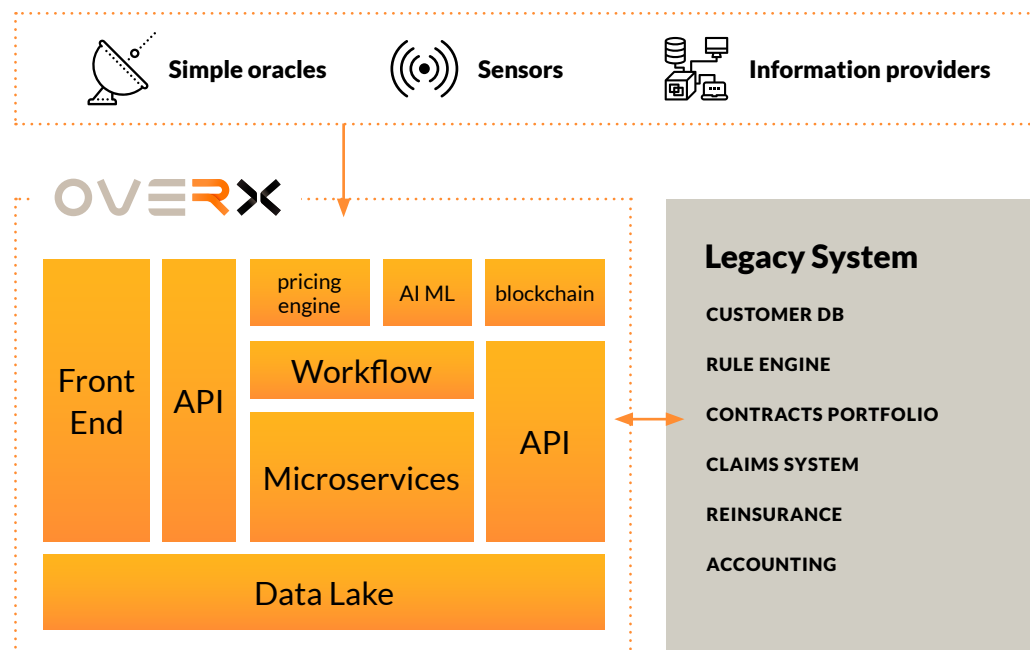 Simple oracles
Sensors
Information providers
OVERX
pricing
engine
AI ML
blockchain
Front
End
API
Workflow
Microservices
API
Data Lake
Legacy System
CUSTOMER DB
RULE ENGINE
CONTRACTS PORTFOLIO
CLAIMS SYSTEM
REINSURANCE
ACCOUNTING